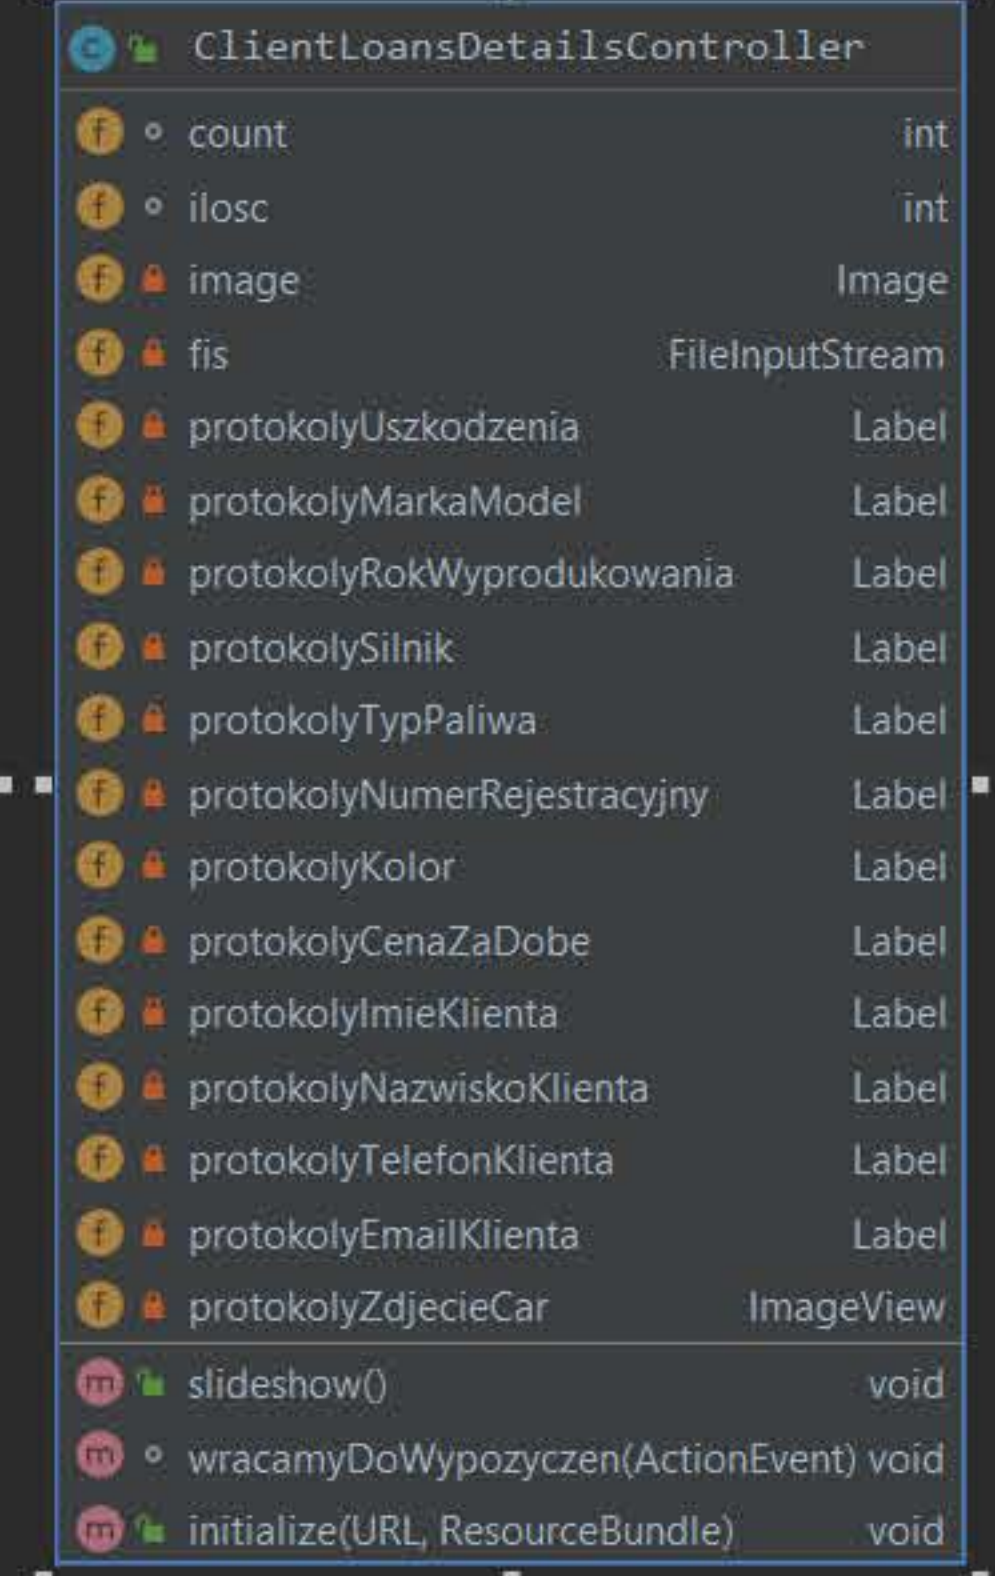 C ClientLoansDetailsController
f count int
f ilosc int
f image Image
f fis FileInputStream
f protokolyUszkodzenia Label
f protokolyMarkaModel Label
f protokolyRokWyprodukowania Label
f protokolySilnik Label
f protokolyTypPaliwa Label
f protokolyNumerRejestracyjny Label
f protokolyKolor Label
f protokolyCenaZaDobe Label
f protokolyImieKlienta Label
f protokolyNazwiskoKlienta Label
f protokolyTelefonKlienta Label
f protokolyEmailKlienta Label
f protokolyZdjecieCar ImageView
m slideshow() void
m wracamyDoWypozyczen(ActionEvent) void
m initialize(URL, ResourceBundle) void